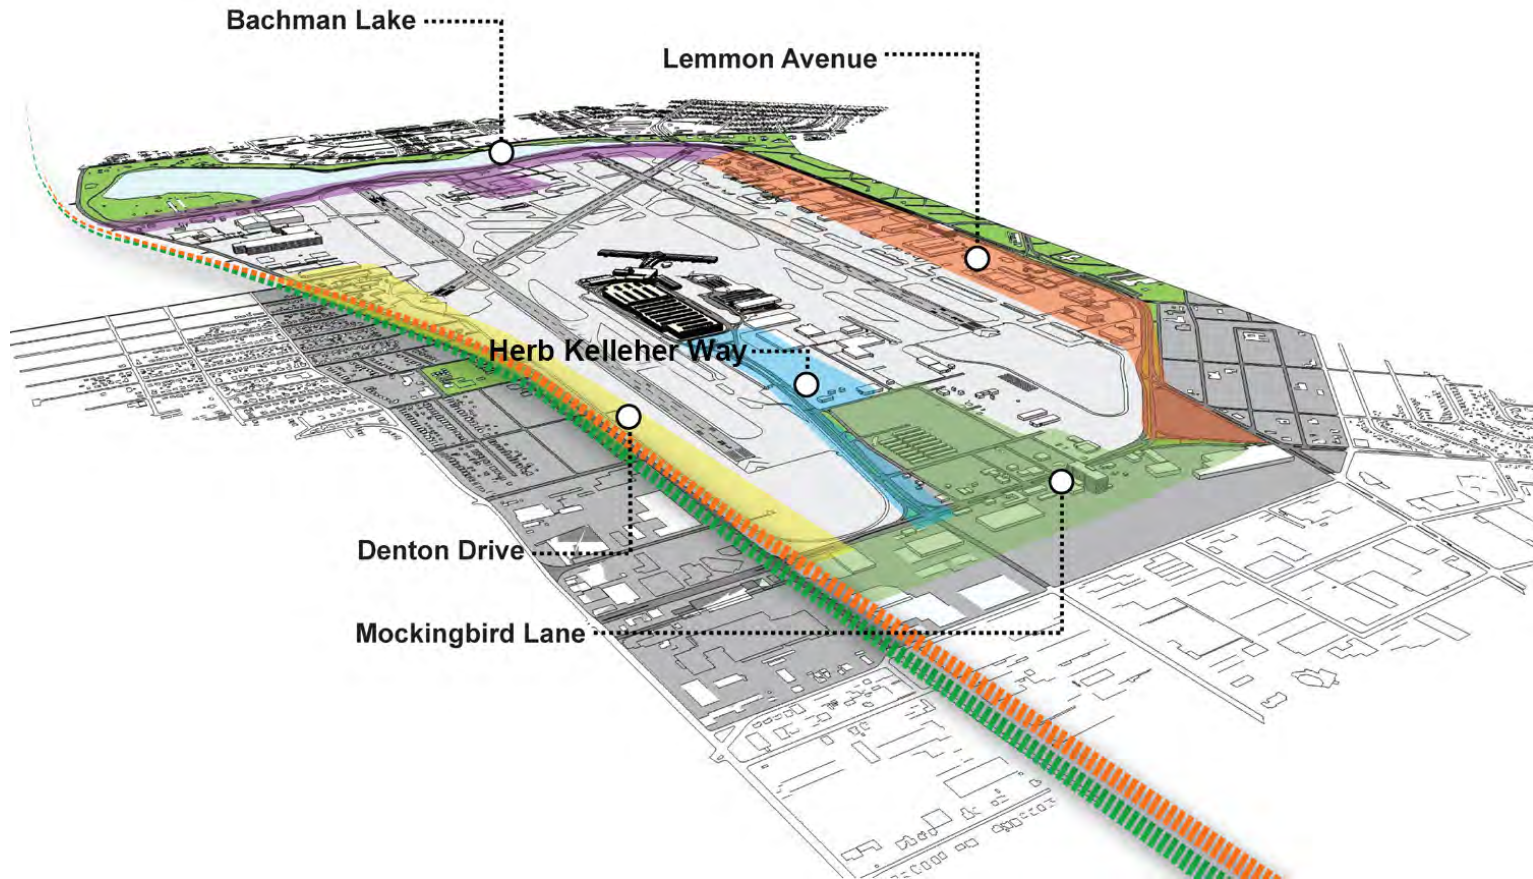 Bachman Lake
Lemmon Avenue
Herb Kelleher Way
Denton Drive
Mockingbird Lane